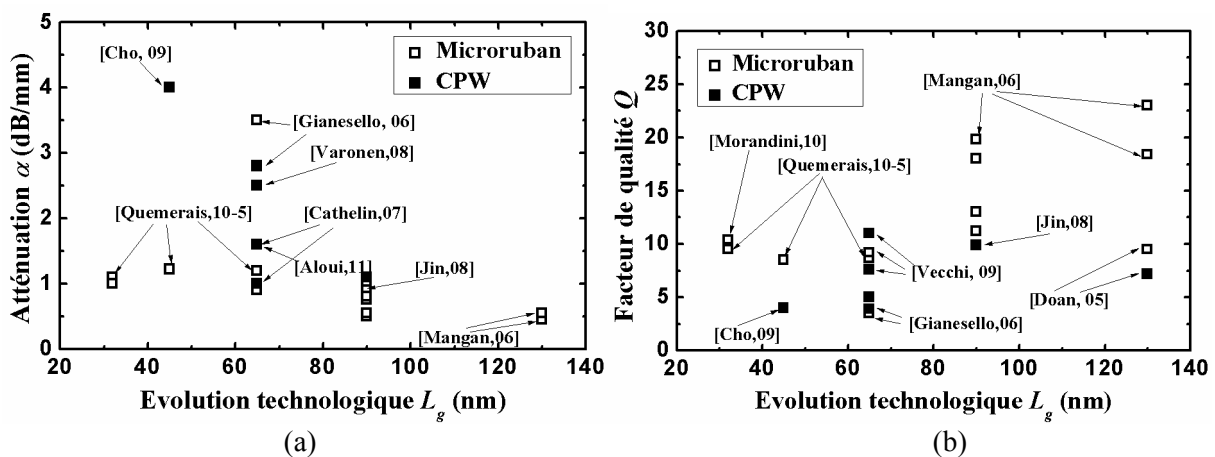 (a)
5
4
3
2
1
0
20 40 60 80 100 120 140
Atténuation α (dB/mm)
Evolution technologique Lg (nm)
Microruban
CPW
[Cho, 09]
[Gianesello, 06]
[Varonen, 08]
[Quemerais,10-5]
[Cathelin,07]
[Aloui,11]
[Jin,08]
[Mangan,06]
(a)
(b)
30
25
20
15
10
5
0
20 40 60 80 100 120 140
Facteur de qualité Q
Evolution technologique Lg (nm)
Microruban
CPW
[Mangan,06]
[Morandini,10]
[Quemerais,10-5]
[Jin,08]
[Vecchi, 09]
[Doan, 05]
[Cho,09]
[Gianesello,06]
(b)